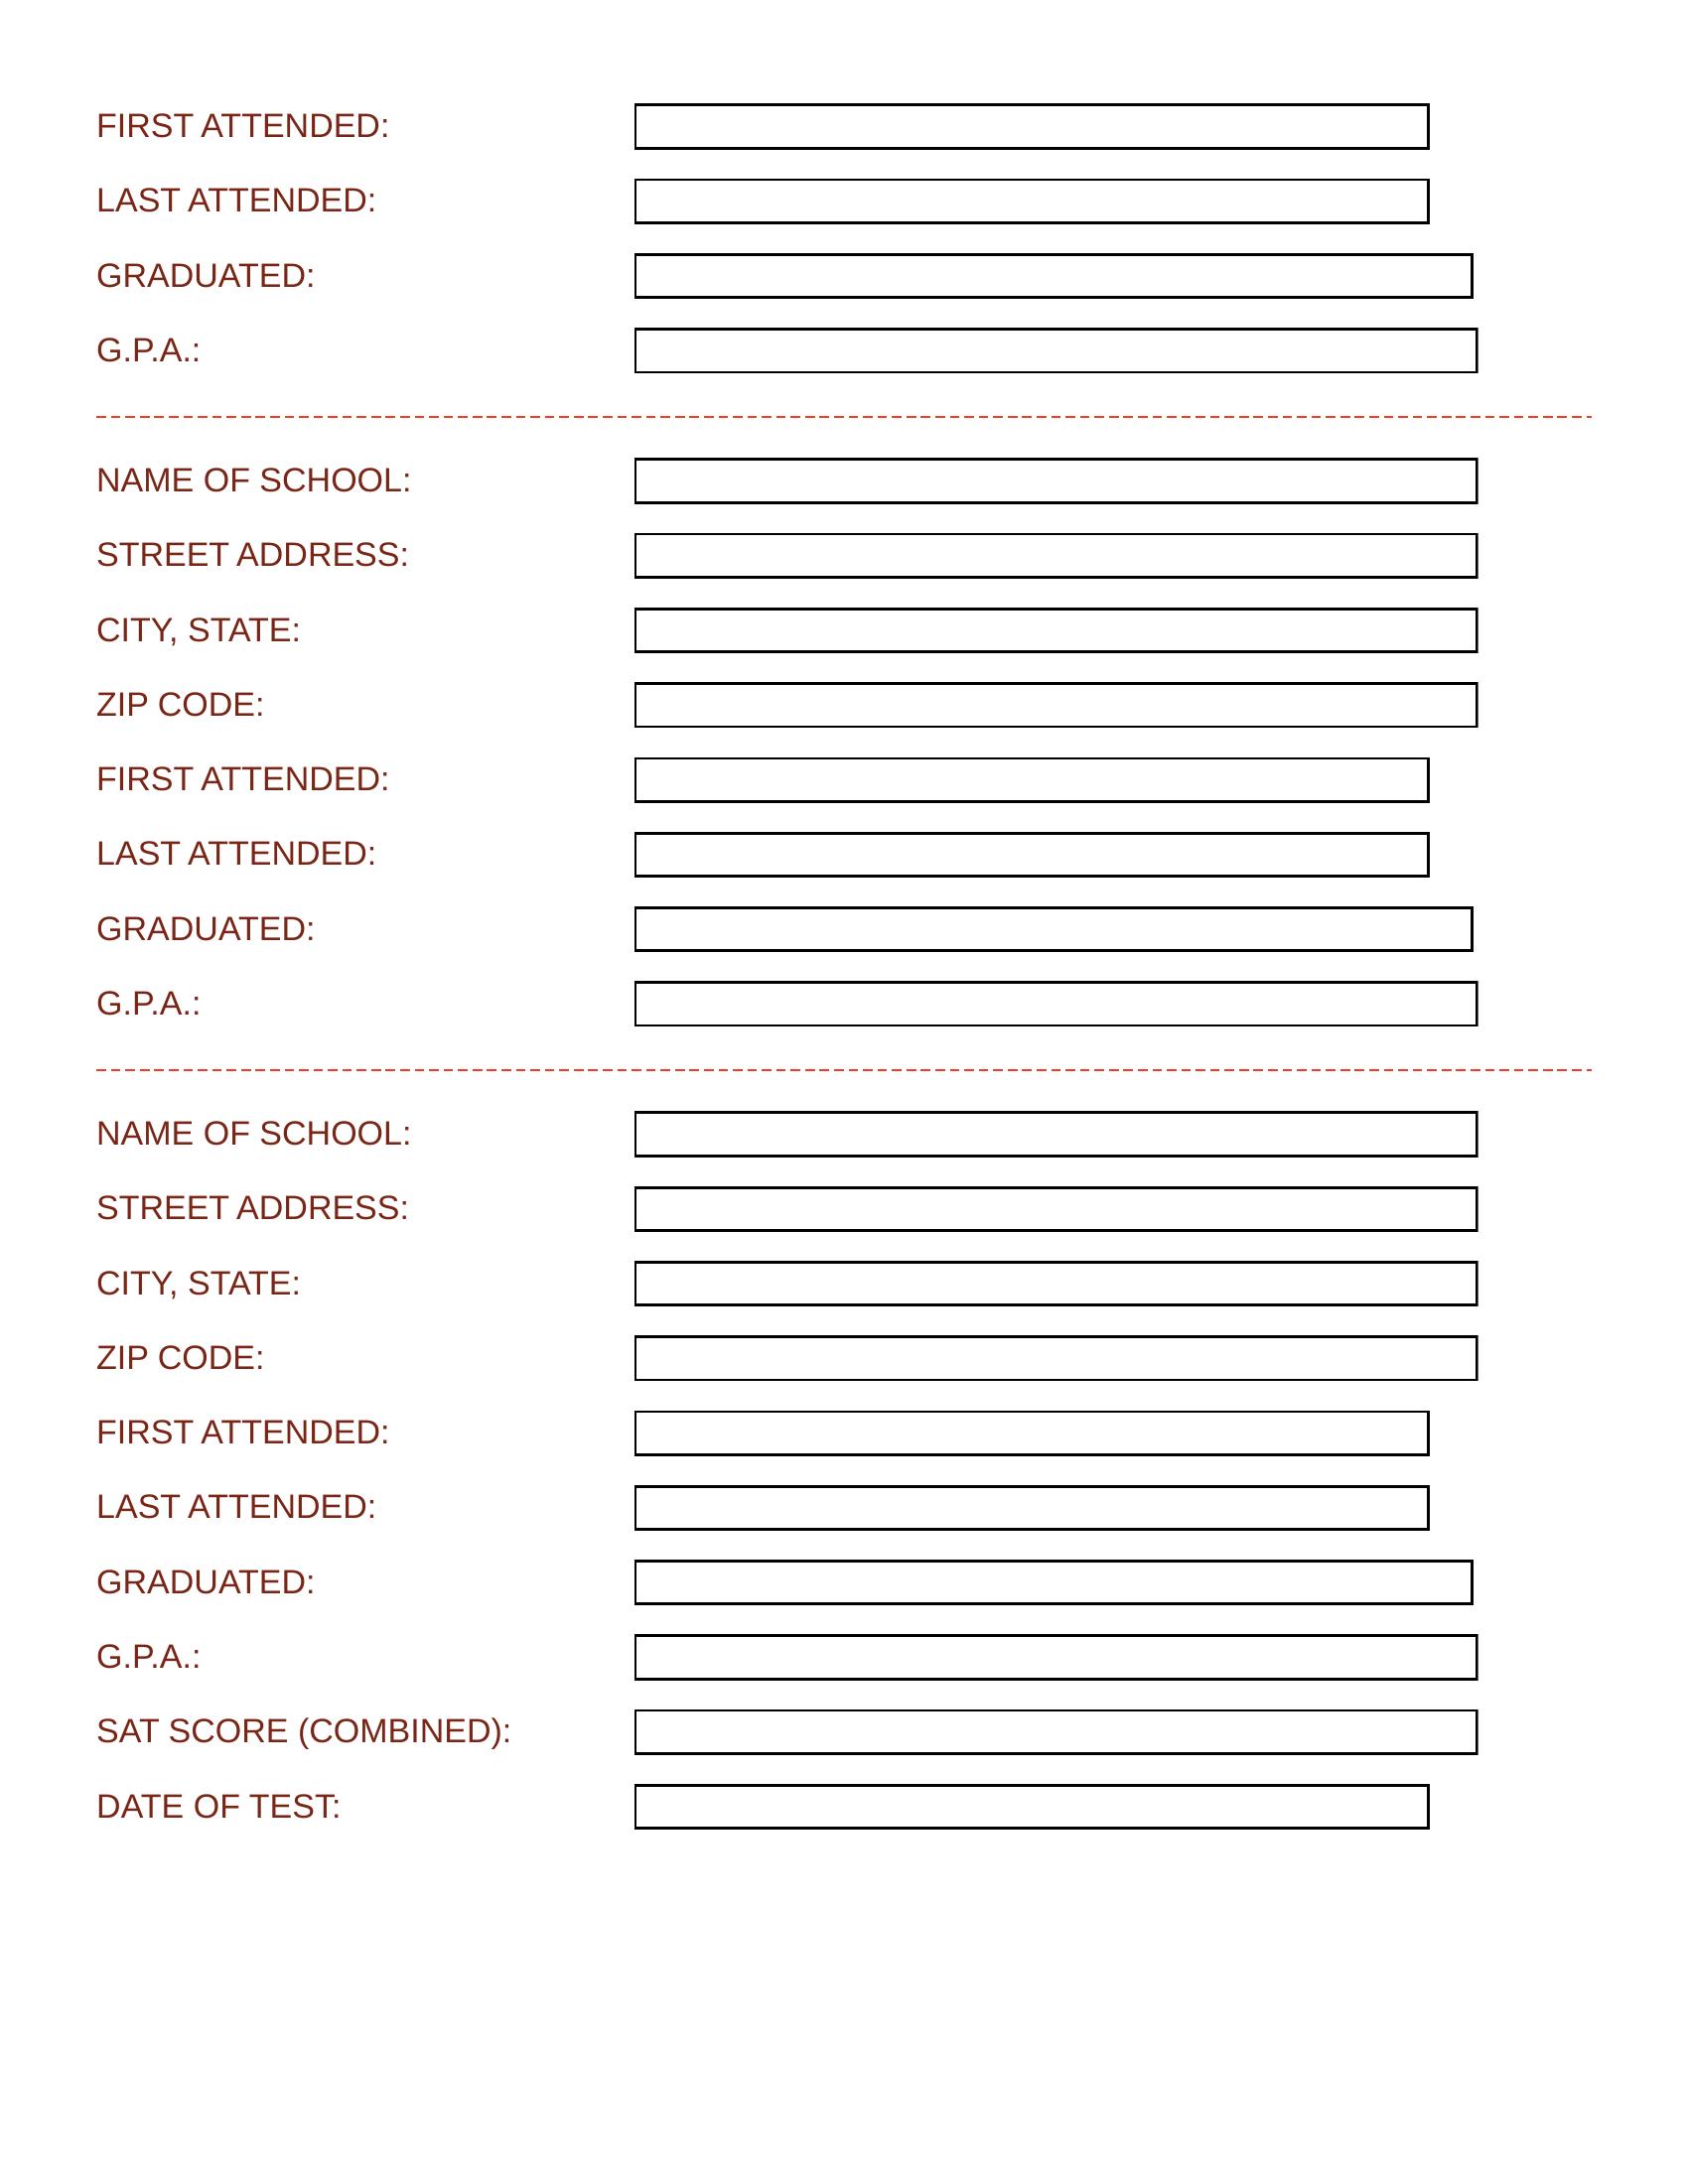 FIRST ATTENDED:
LAST ATTENDED:
GRADUATED:
G.P.A.:
NAME OF SCHOOL:
STREET ADDRESS:
CITY, STATE:
ZIP CODE:
FIRST ATTENDED:
LAST ATTENDED:
GRADUATED:
G.P.A.:
NAME OF SCHOOL:
STREET ADDRESS:
CITY, STATE:
ZIP CODE:
FIRST ATTENDED:
LAST ATTENDED:
GRADUATED:
G.P.A.:
SAT SCORE (COMBINED):
DATE OF TEST: